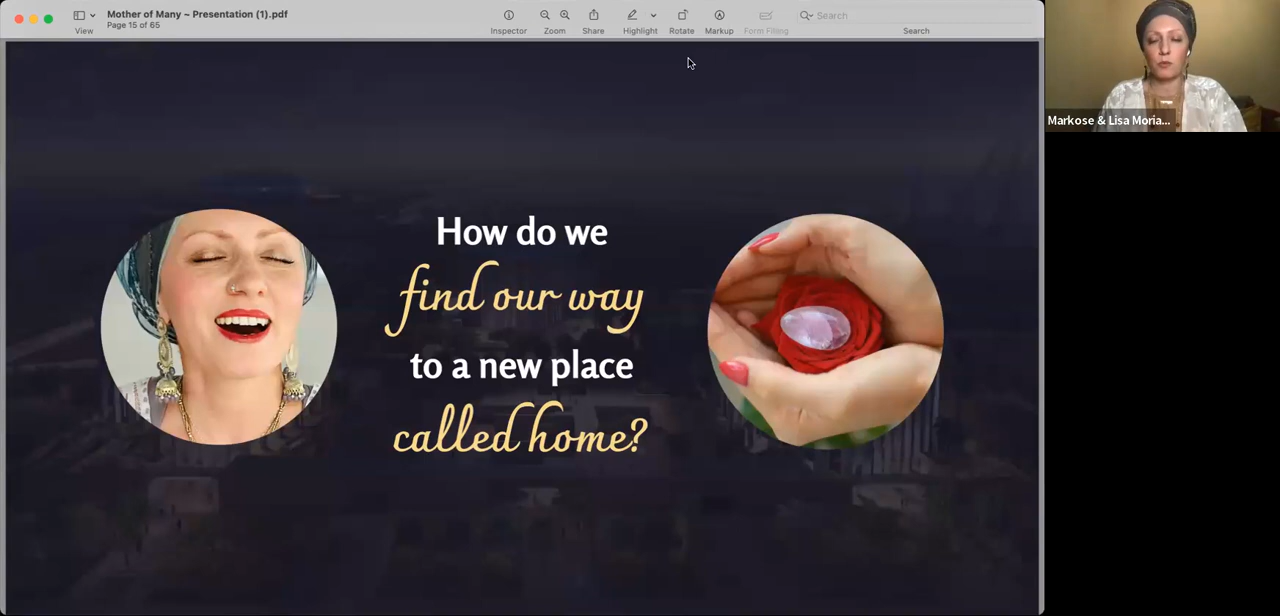 Mother of Many ~ Presentation (1).pdf
Page 15 of 65
View
Inspector
Zoom
Share
Highlight
Rotate
Markup
Form Filling
Search
Search
Markose & Lisa Moria...
How do we
find our way
to a new place
called home?